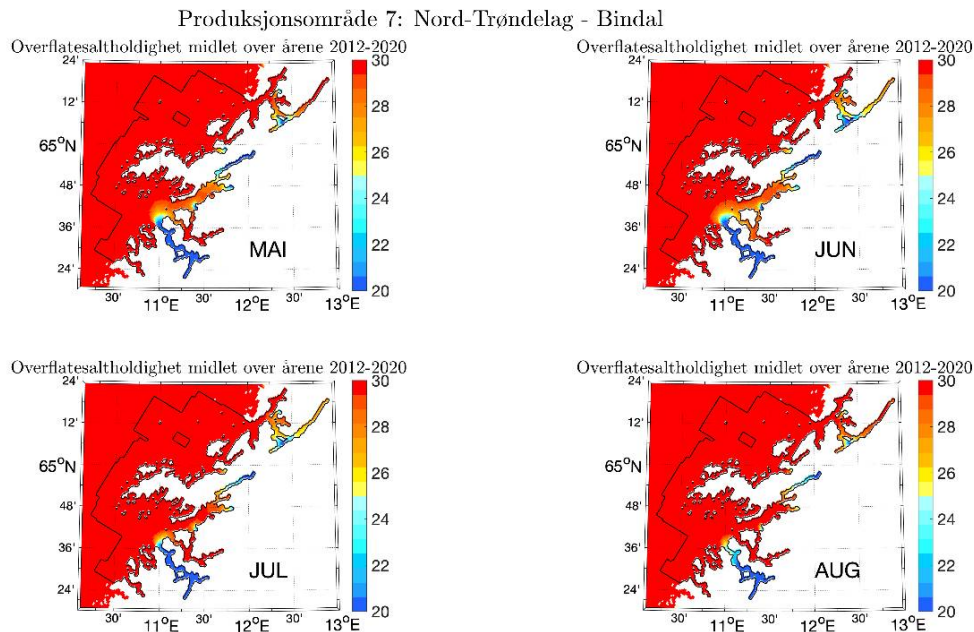 Produksjonsområde 7: Nord-Trøndelag - Bindal
Overflatesaltholdighet midlet over årene 2012-2020
24'
12'
65°N
48'
36'
24'
MAI
30' 11°E 30' 12°E 30' 13°E
30
28
26
24
22
20
Overflatesaltholdighet midlet over årene 2012-2020
24'
12'
65°N
48'
36'
24'
JUN
30' 11°E 30' 12°E 30' 13°E
30
28
26
24
22
20
Overflatesaltholdighet midlet over årene 2012-2020
24'
12'
65°N
48'
36'
24'
JUL
30' 11°E 30' 12°E 30' 13°E
30
28
26
24
22
20
Overflatesaltholdighet midlet over årene 2012-2020
24'
12'
65°N
48'
36'
24'
AUG
30' 11°E 30' 12°E 30' 13°E
30
28
26
24
22
20